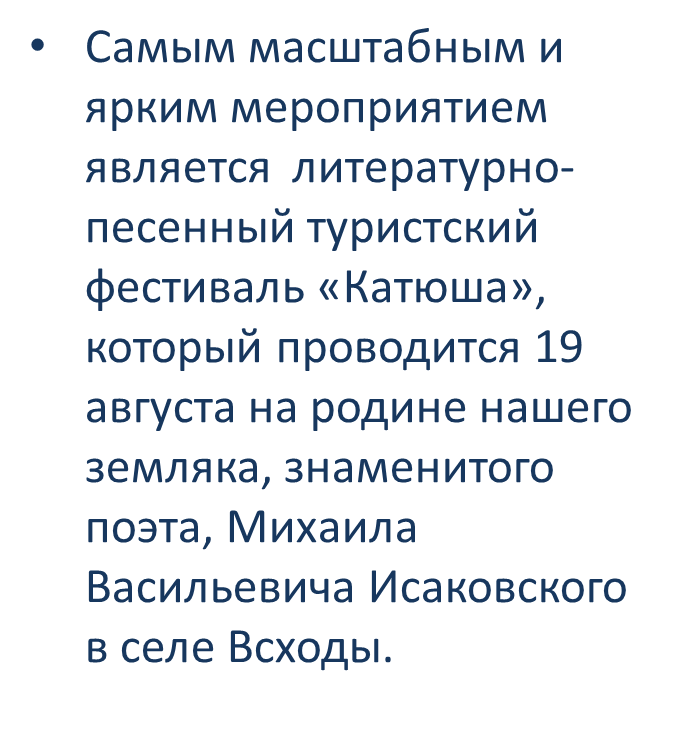 • Самым масштабным и
ярким мероприятием
является  литературно-
песенный туристский
фестиваль «Катюша»,
который проводится 19
августа на родине нашего
земляка, знаменитого
поэта, Михаила
Васильевича Исаковского
в селе Всходы.